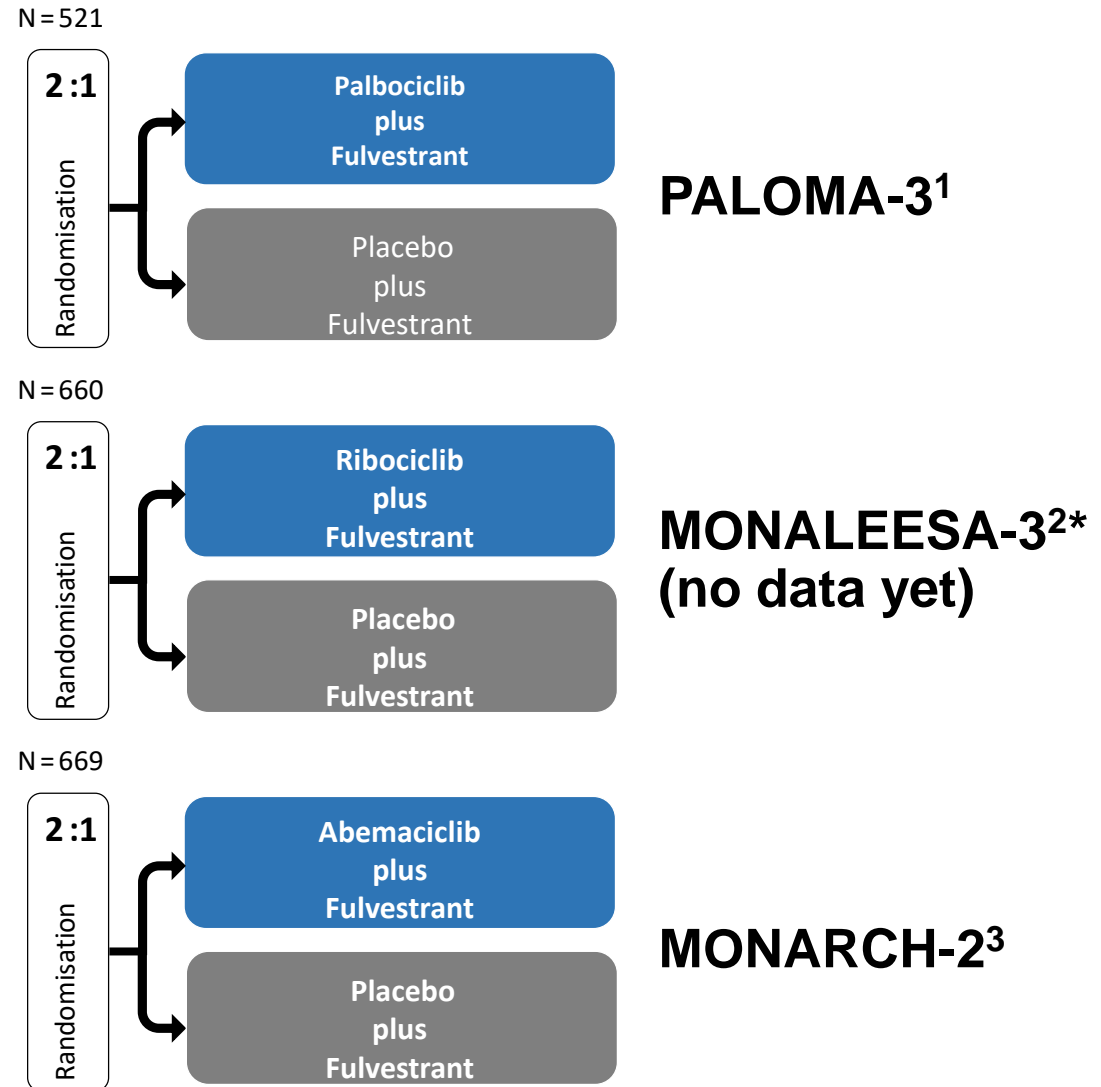 N = 521
2 :1
Randomisation
Palbociclib
plus
Fulvestrant
Placebo
plus
Fulvestrant
PALOMA-3¹
N = 660
2 :1
Randomisation
Ribociclib
plus
Fulvestrant
Placebo
plus
Fulvestrant
MONALEESA-3²*
(no data yet)
N = 669
2 :1
Randomisation
Abemaciclib
plus
Fulvestrant
Placebo
plus
Fulvestrant
MONARCH-2³